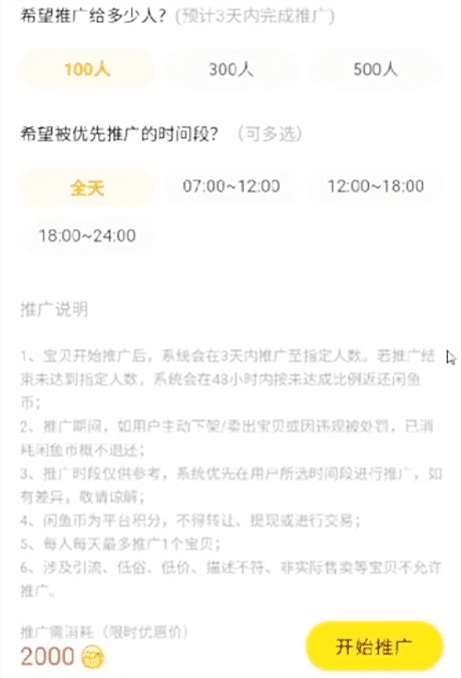 希望推广给多少人？(预计3天内完成推广)
100人 300人 500人
希望被优先推广的时间段？（可多选）
全天 07:00~12:00 12:00~18:00
18:00~24:00
推广说明
1、宝贝开始推广后，系统会在3天内推广至指定人数。若推广结
束未达到指定人数，系统会在48小时内按未达成比例返还闲鱼
币；
2、推广期间，如用户主动下架/卖出宝贝或因违规被处罚，已消
耗闲鱼币概不退还；
3、推广时段仅供参考，系统优先在用户所选时间段进行推广，如
有差异，敬请谅解；
4、闲鱼币为平台积分，不得转让、提现或进行交易；
5、每人每天最多推广1个宝贝；
6、涉及引流、低俗、低价、描述不符、非实际售卖等宝贝不允许
推广。
推广需消耗（限时优惠价）
2000
开始推广